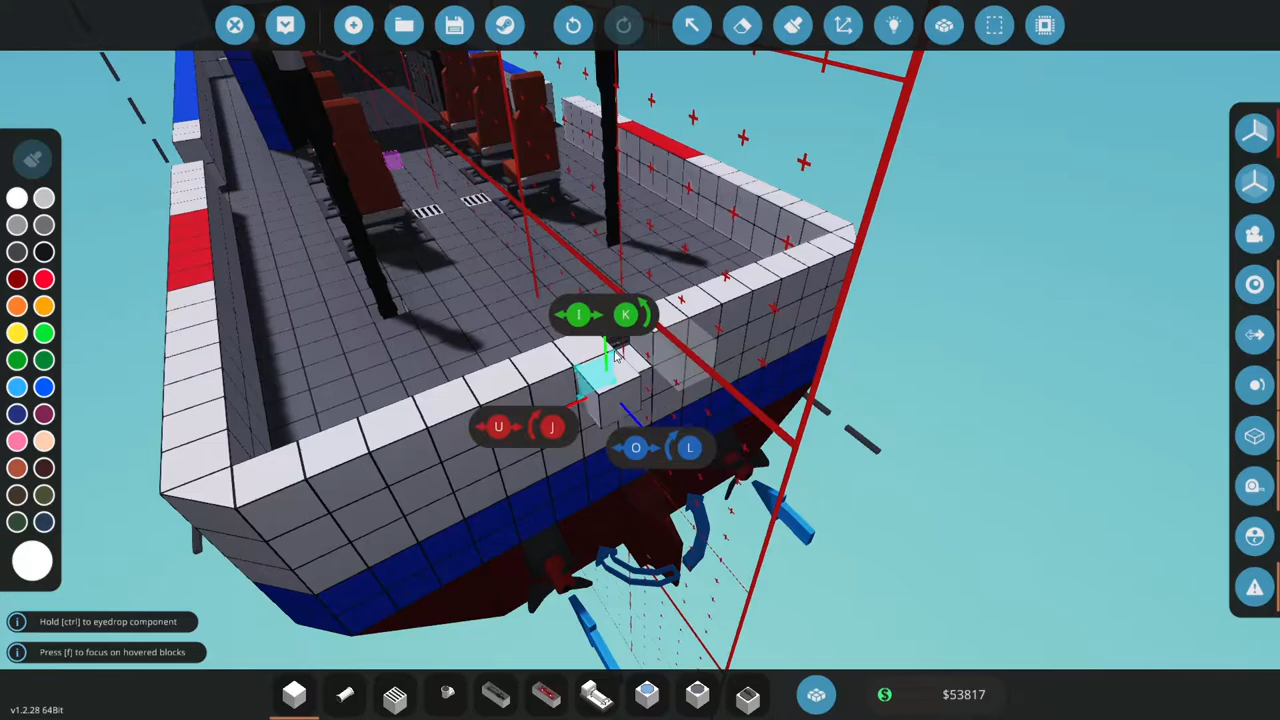 I K
U J
O L
Hold [ctrl] to eyedrop component
Press [f] to focus on hovered blocks
v1.2.28 64Bit
$ $53817